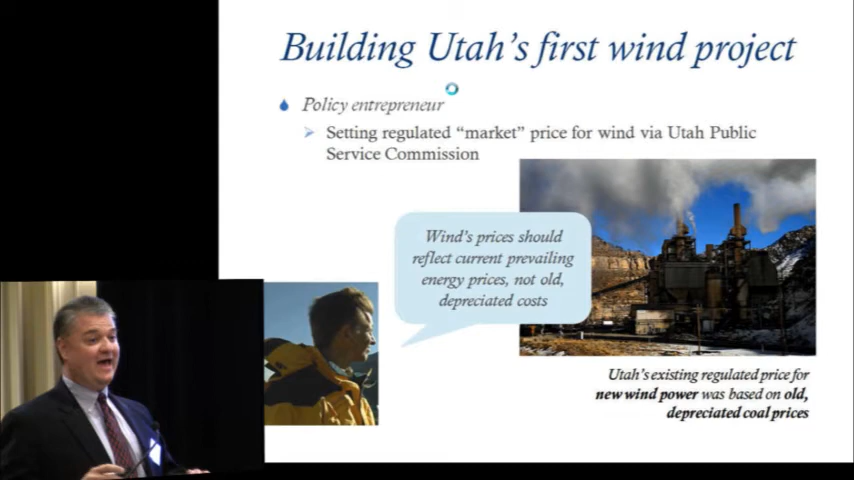 Building Utah's first wind project
Policy entrepreneur
Setting regulated “market” price for wind via Utah Public
Service Commission
Wind's prices should
reflect current prevailing
energy prices, not old,
depreciated costs
Utah's existing regulated price for
new wind power was based on old,
depreciated coal prices